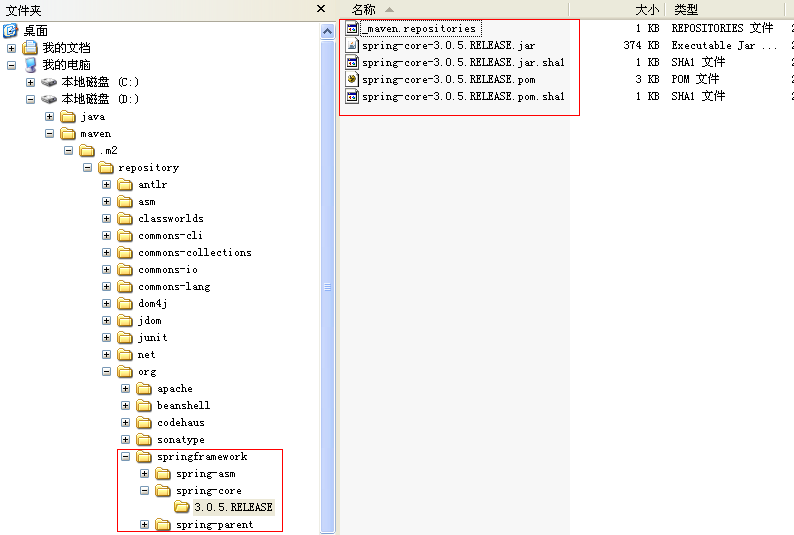 文件夹
桌面
我的文档
我的电脑
本地磁盘 (C:)
本地磁盘 (D:)
java
maven
.m2
repository
antlr
asm
classworlds
commons-cli
commons-collections
commons-io
commons-lang
dom4j
jdom
junit
net
org
apache
beanshell
codehaus
sonatype
springframework
spring-asm
spring-core
3.0.5.RELEASE
spring-parent
名称 大小 类型
_maven.repositories 1 KB REPOSITORIES 文件
spring-core-3.0.5.RELEASE.jar 374 KB Executable Jar ...
spring-core-3.0.5.RELEASE.jar.sha1 1 KB SHA1 文件
spring-core-3.0.5.RELEASE.pom 3 KB POM 文件
spring-core-3.0.5.RELEASE.pom.sha1 1 KB SHA1 文件